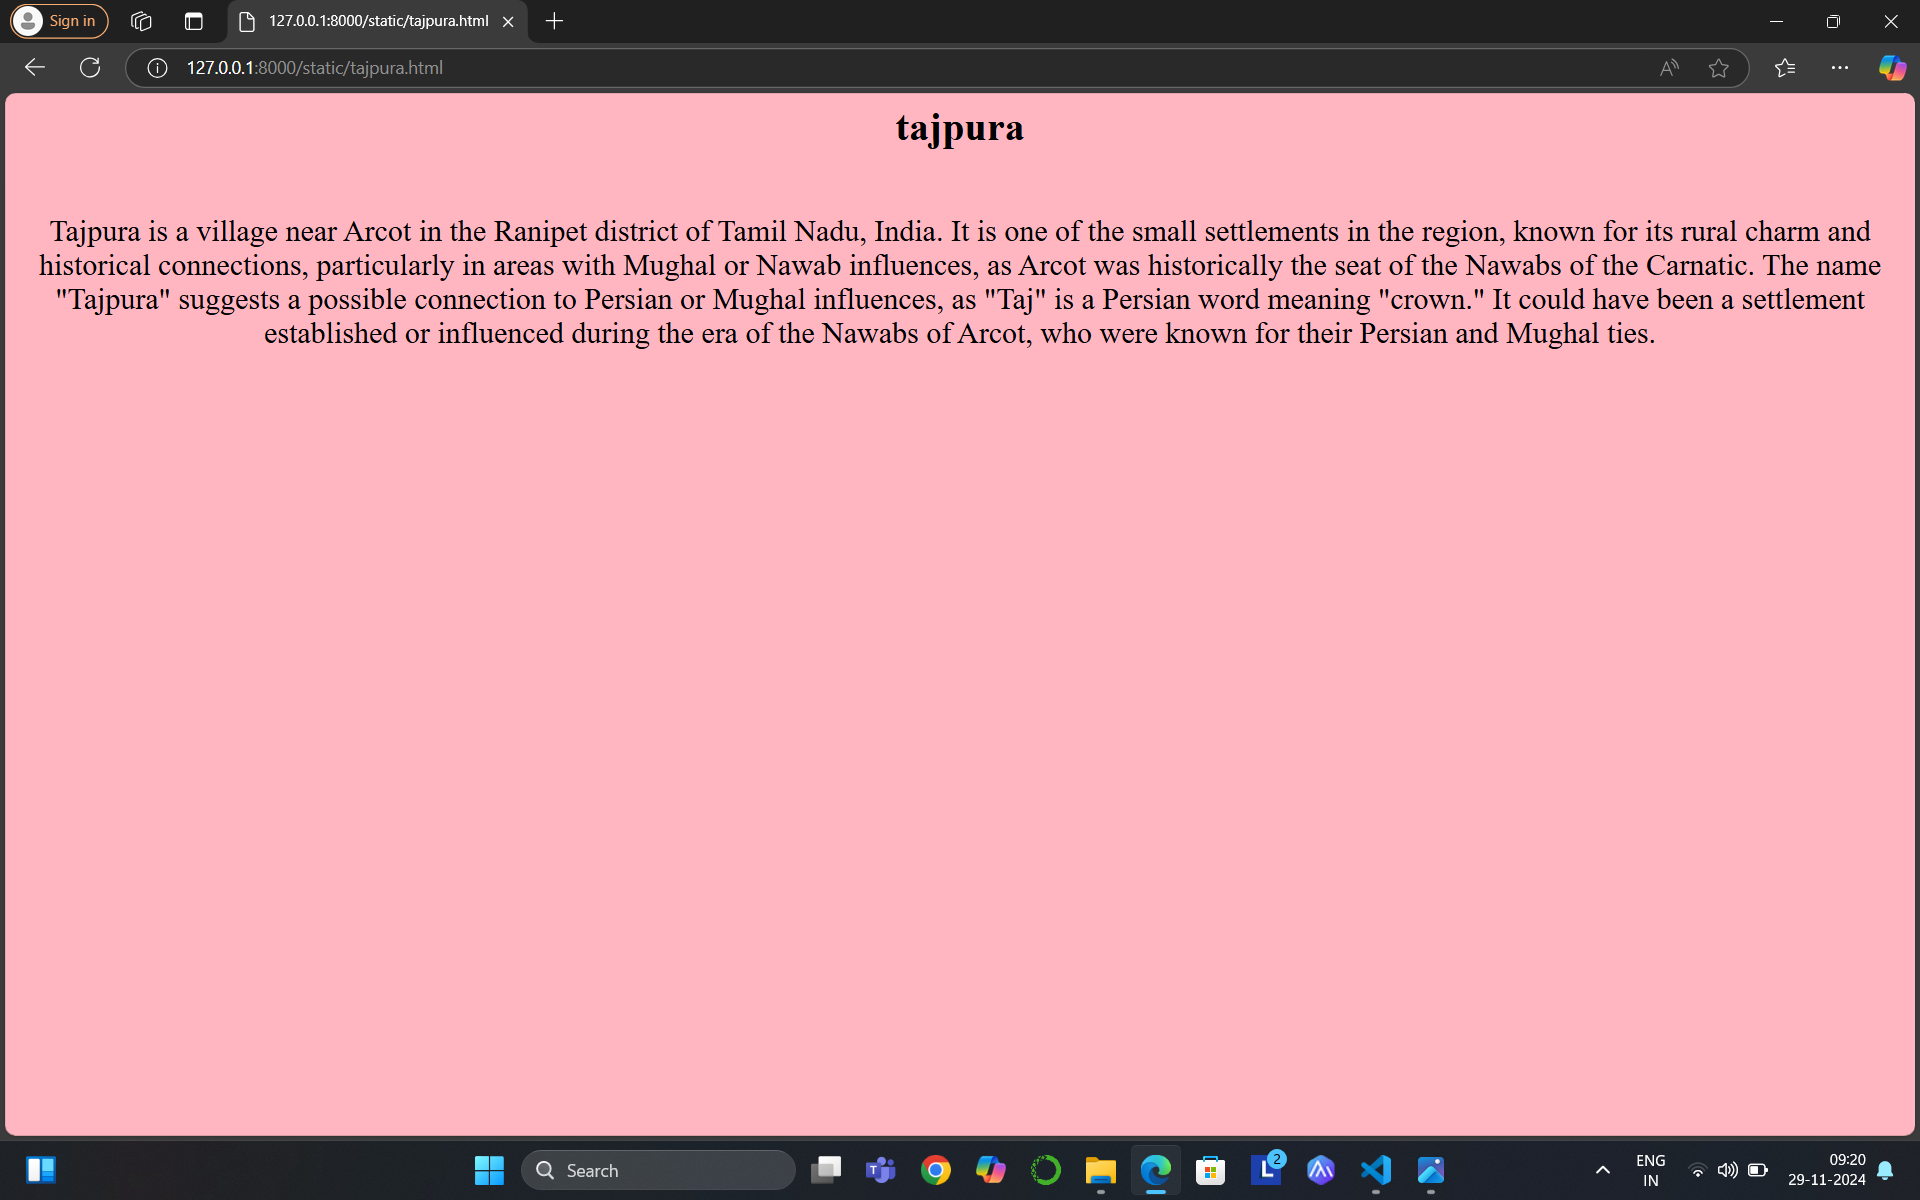 Sign in
127.0.0.1:8000/static/tajpura.html
127.0.0.1:8000/static/tajpura.html
tajpura
Tajpura is a village near Arcot in the Ranipet district of Tamil Nadu, India. It is one of the small settlements in the region, known for its rural charm and
historical connections, particularly in areas with Mughal or Nawab influences, as Arcot was historically the seat of the Nawabs of the Carnatic. The name
"Tajpura" suggests a possible connection to Persian or Mughal influences, as "Taj" is a Persian word meaning "crown." It could have been a settlement
established or influenced during the era of the Nawabs of Arcot, who were known for their Persian and Mughal ties.
Search
2
ENG
IN
09:20
29-11-2024